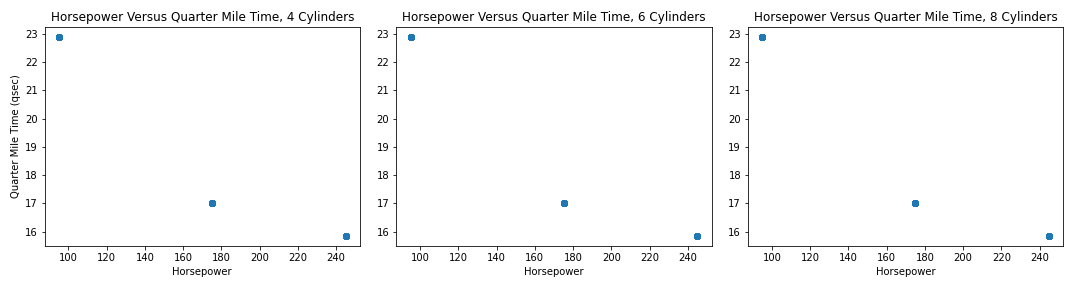 Horsepower Versus Quarter Mile Time, 4 Cylinders
Quarter Mile Time (qsec)
23
22
21
20
19
18
17
16
100 120 140 160 180 200 220 240
Horsepower
Horsepower Versus Quarter Mile Time, 6 Cylinders
23
22
21
20
19
18
17
16
100 120 140 160 180 200 220 240
Horsepower
Horsepower Versus Quarter Mile Time, 8 Cylinders
23
22
21
20
19
18
17
16
100 120 140 160 180 200 220 240
Horsepower